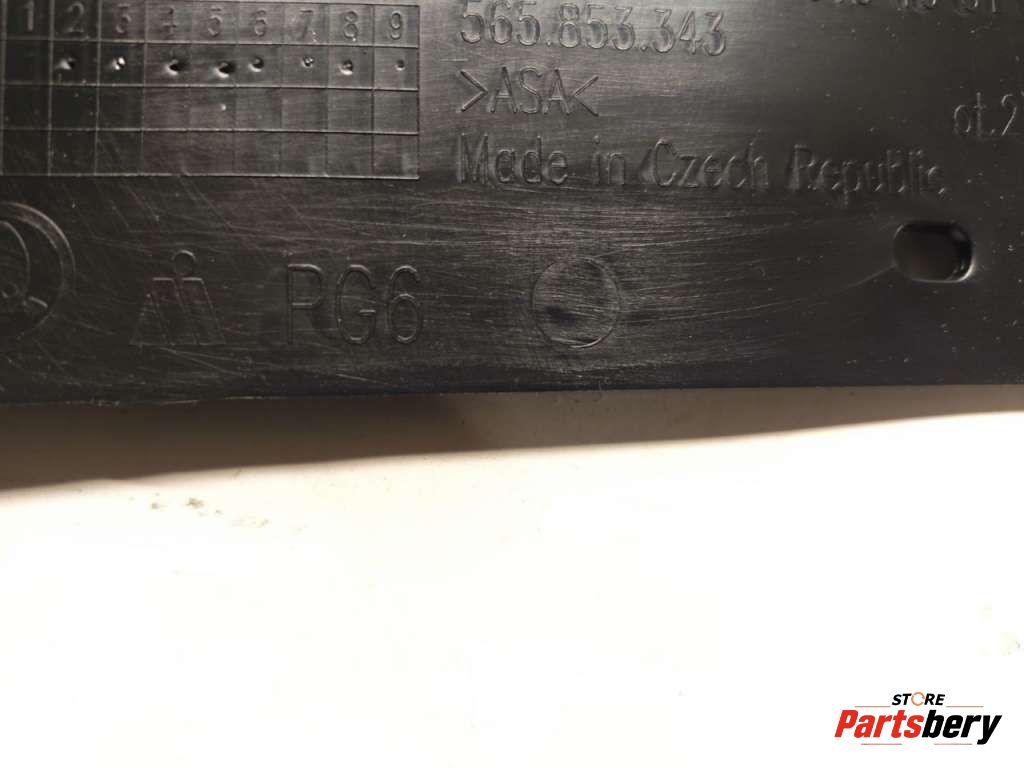 1 2 3 4 5 6 7 8 9
565.853.343
>ASA<
Made in Czech Republic
PG6
STORE
Partsbery